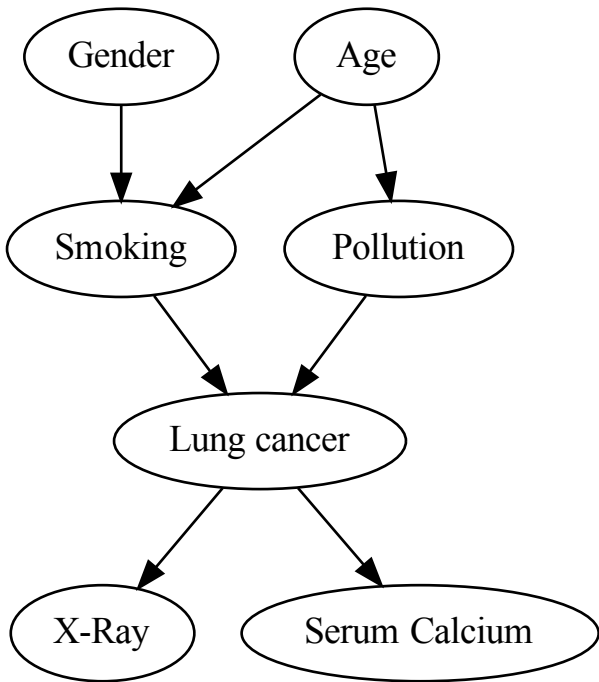 Gender
Age
Smoking
Pollution
Lung cancer
X-Ray
Serum Calcium